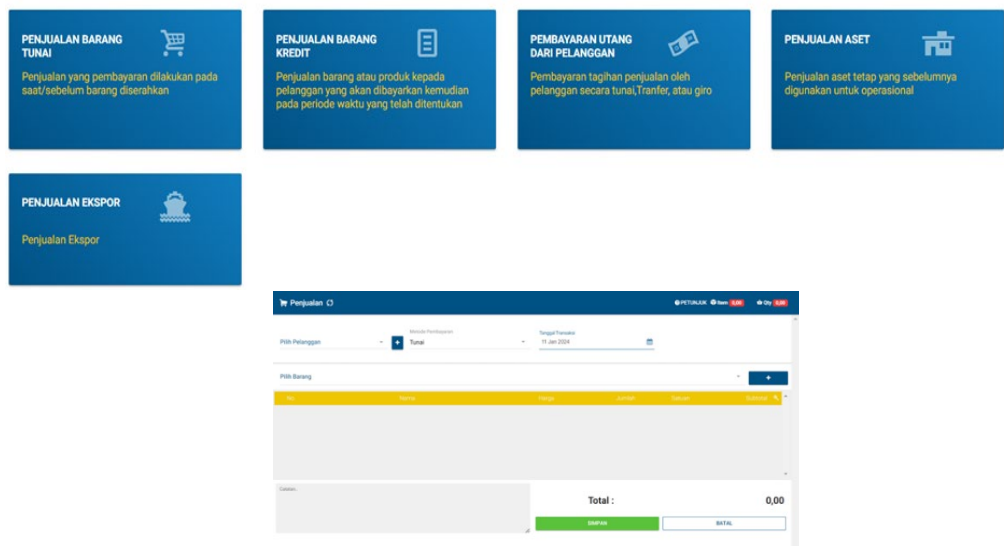 PENJUALAN BARANG
TUNAI
Penjualan yang pembayaran dilakukan pada
saat/sebelum barang diserahkan
PENJUALAN BARANG
KREDIT
Penjualan barang atau produk kepada
pelanggan yang akan dibayarkan kemudian
pada periode waktu yang telah ditentukan
PEMBAYARAN UTANG
DARI PELANGGAN
Pembayaran tagihan penjualan oleh
pelanggan secara tunai,Tranfer, atau giro
PENJUALAN ASET
Penjualan aset tetap yang sebelumnya
digunakan untuk operasional
PENJUALAN EKSPOR
Penjualan Ekspor
Penjualan
PETUNJUK Item 0,00 Qty 0,00
Pilih Pelanggan
Metode Pembayaran
Tunai
Tanggal Transaksi
11 Jan 2024
Pilih Barang
No Nama Harga Jumlah Satuan Subtotal
Catatan..
Total : 0,00
SIMPAN BATAL